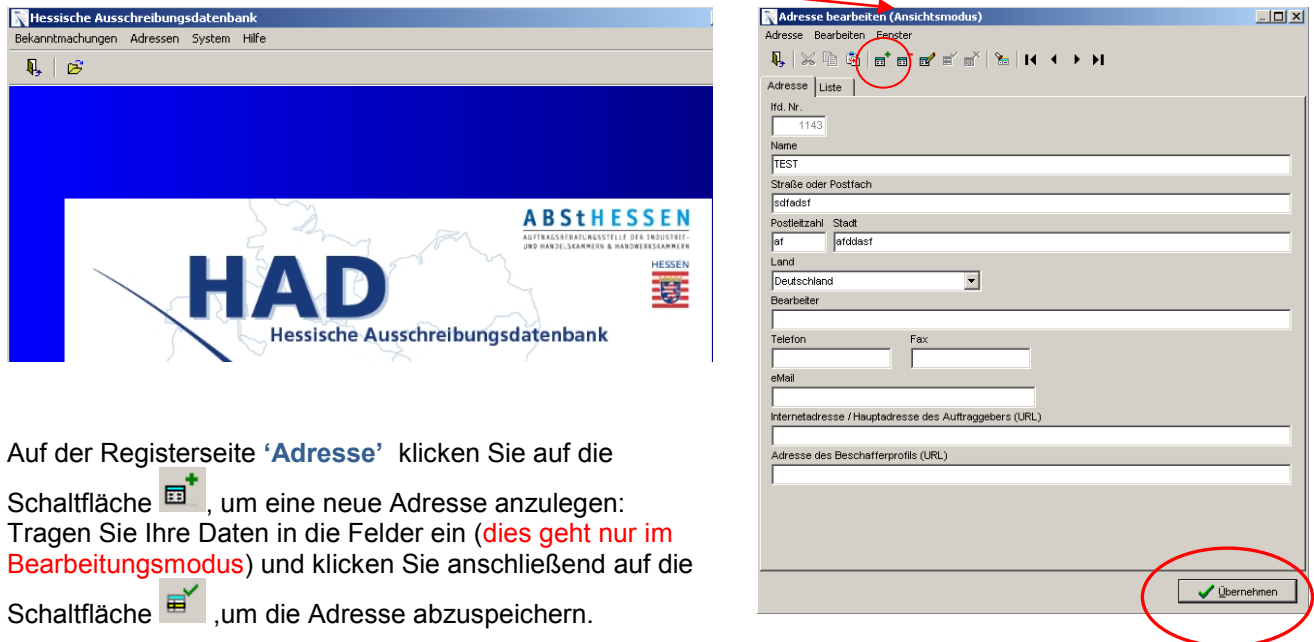 Hessische Ausschreibungsdatenbank
Bekanntmachungen Adressen System Hilfe
ABStHESSEN
AUFTRAGSBERATUNGSSTELLE DER INDUSTRIE-
UND HANDELSKAMMERN & HANDWERKSKAMMERN
HESSEN
HAD
Hessische Ausschreibungsdatenbank
Auf der Registerseite ‘Adresse’ klicken Sie auf die
Schaltfläche , um eine neue Adresse anzulegen:
Tragen Sie Ihre Daten in die Felder ein (dies geht nur im
Bearbeitungsmodus) und klicken Sie anschließend auf die
Schaltfläche ,um die Adresse abzuspeichern.
Adresse bearbeiten (Ansichtsmodus)
Adresse Bearbeiten Fenster
Adresse Liste
lfd. Nr.
1143
Name
TEST
Straße oder Postfach
sdfadsf
Postleitzahl Stadt
af afddasf
Land
Deutschland
Bearbeiter
Telefon Fax
eMail
Internetadresse / Hauptadresse des Auftraggebers (URL)
Adresse des Beschafferprofils (URL)
Übernehmen